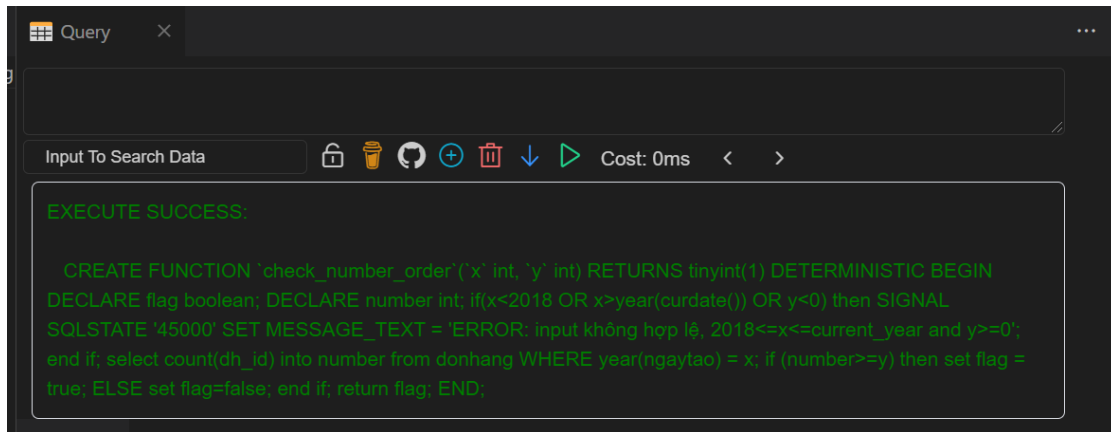 Query
g
Input To Search Data
Cost: 0ms
EXECUTE SUCCESS:
CREATE FUNCTION `check_number_order`(`x` int, `y` int) RETURNS tinyint(1) DETERMINISTIC BEGIN
DECLARE flag boolean; DECLARE number int; if(x<2018 OR x>year(curdate()) OR y<0) then SIGNAL
SQLSTATE '45000' SET MESSAGE_TEXT = 'ERROR: input không hợp lệ, 2018<=x<=current_year and y>=0';
end if; select count(dh_id) into number from donhang WHERE year(ngaytao) = x; if (number>=y) then set flag =
true; ELSE set flag=false; end if; return flag; END;